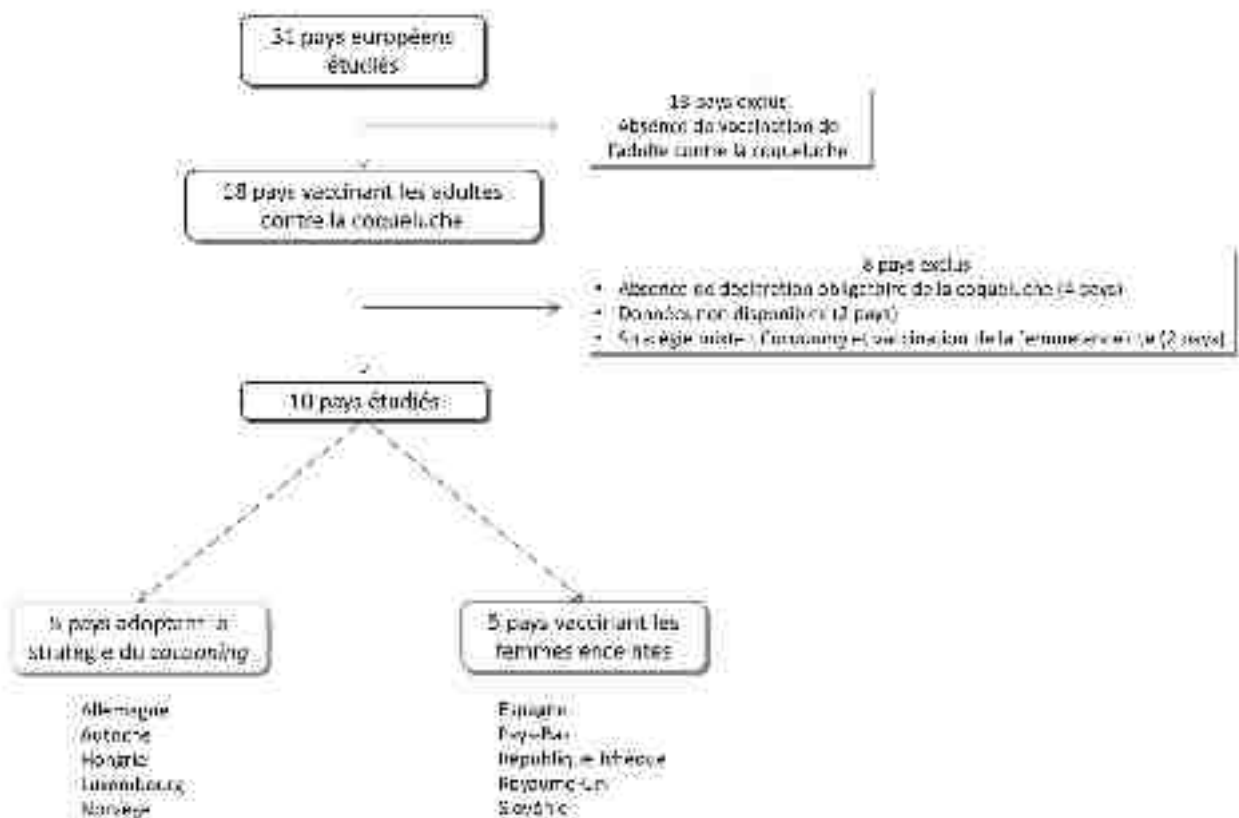 31 pays européens
étudiés
13 pays exclus
Absence de vaccination de
l'adulte contre la coqueluche
18 pays vaccinant les adultes
contre la coqueluche
8 pays exclus
• Absence de déclaration obligatoire de la coqueluche (4 pays)
• Données non disponibles (2 pays)
• Stratégie mixte : Cocooning et vaccination de la femme enceinte (2 pays)
10 pays étudiés
5 pays adoptant la
stratégie du cocooning
5 pays vaccinant les
femmes enceintes
Allemagne
Autriche
Hongrie
Luxembourg
Norvège
Espagne
Pays-Bas
République tchèque
Royaume-Uni
Slovénie